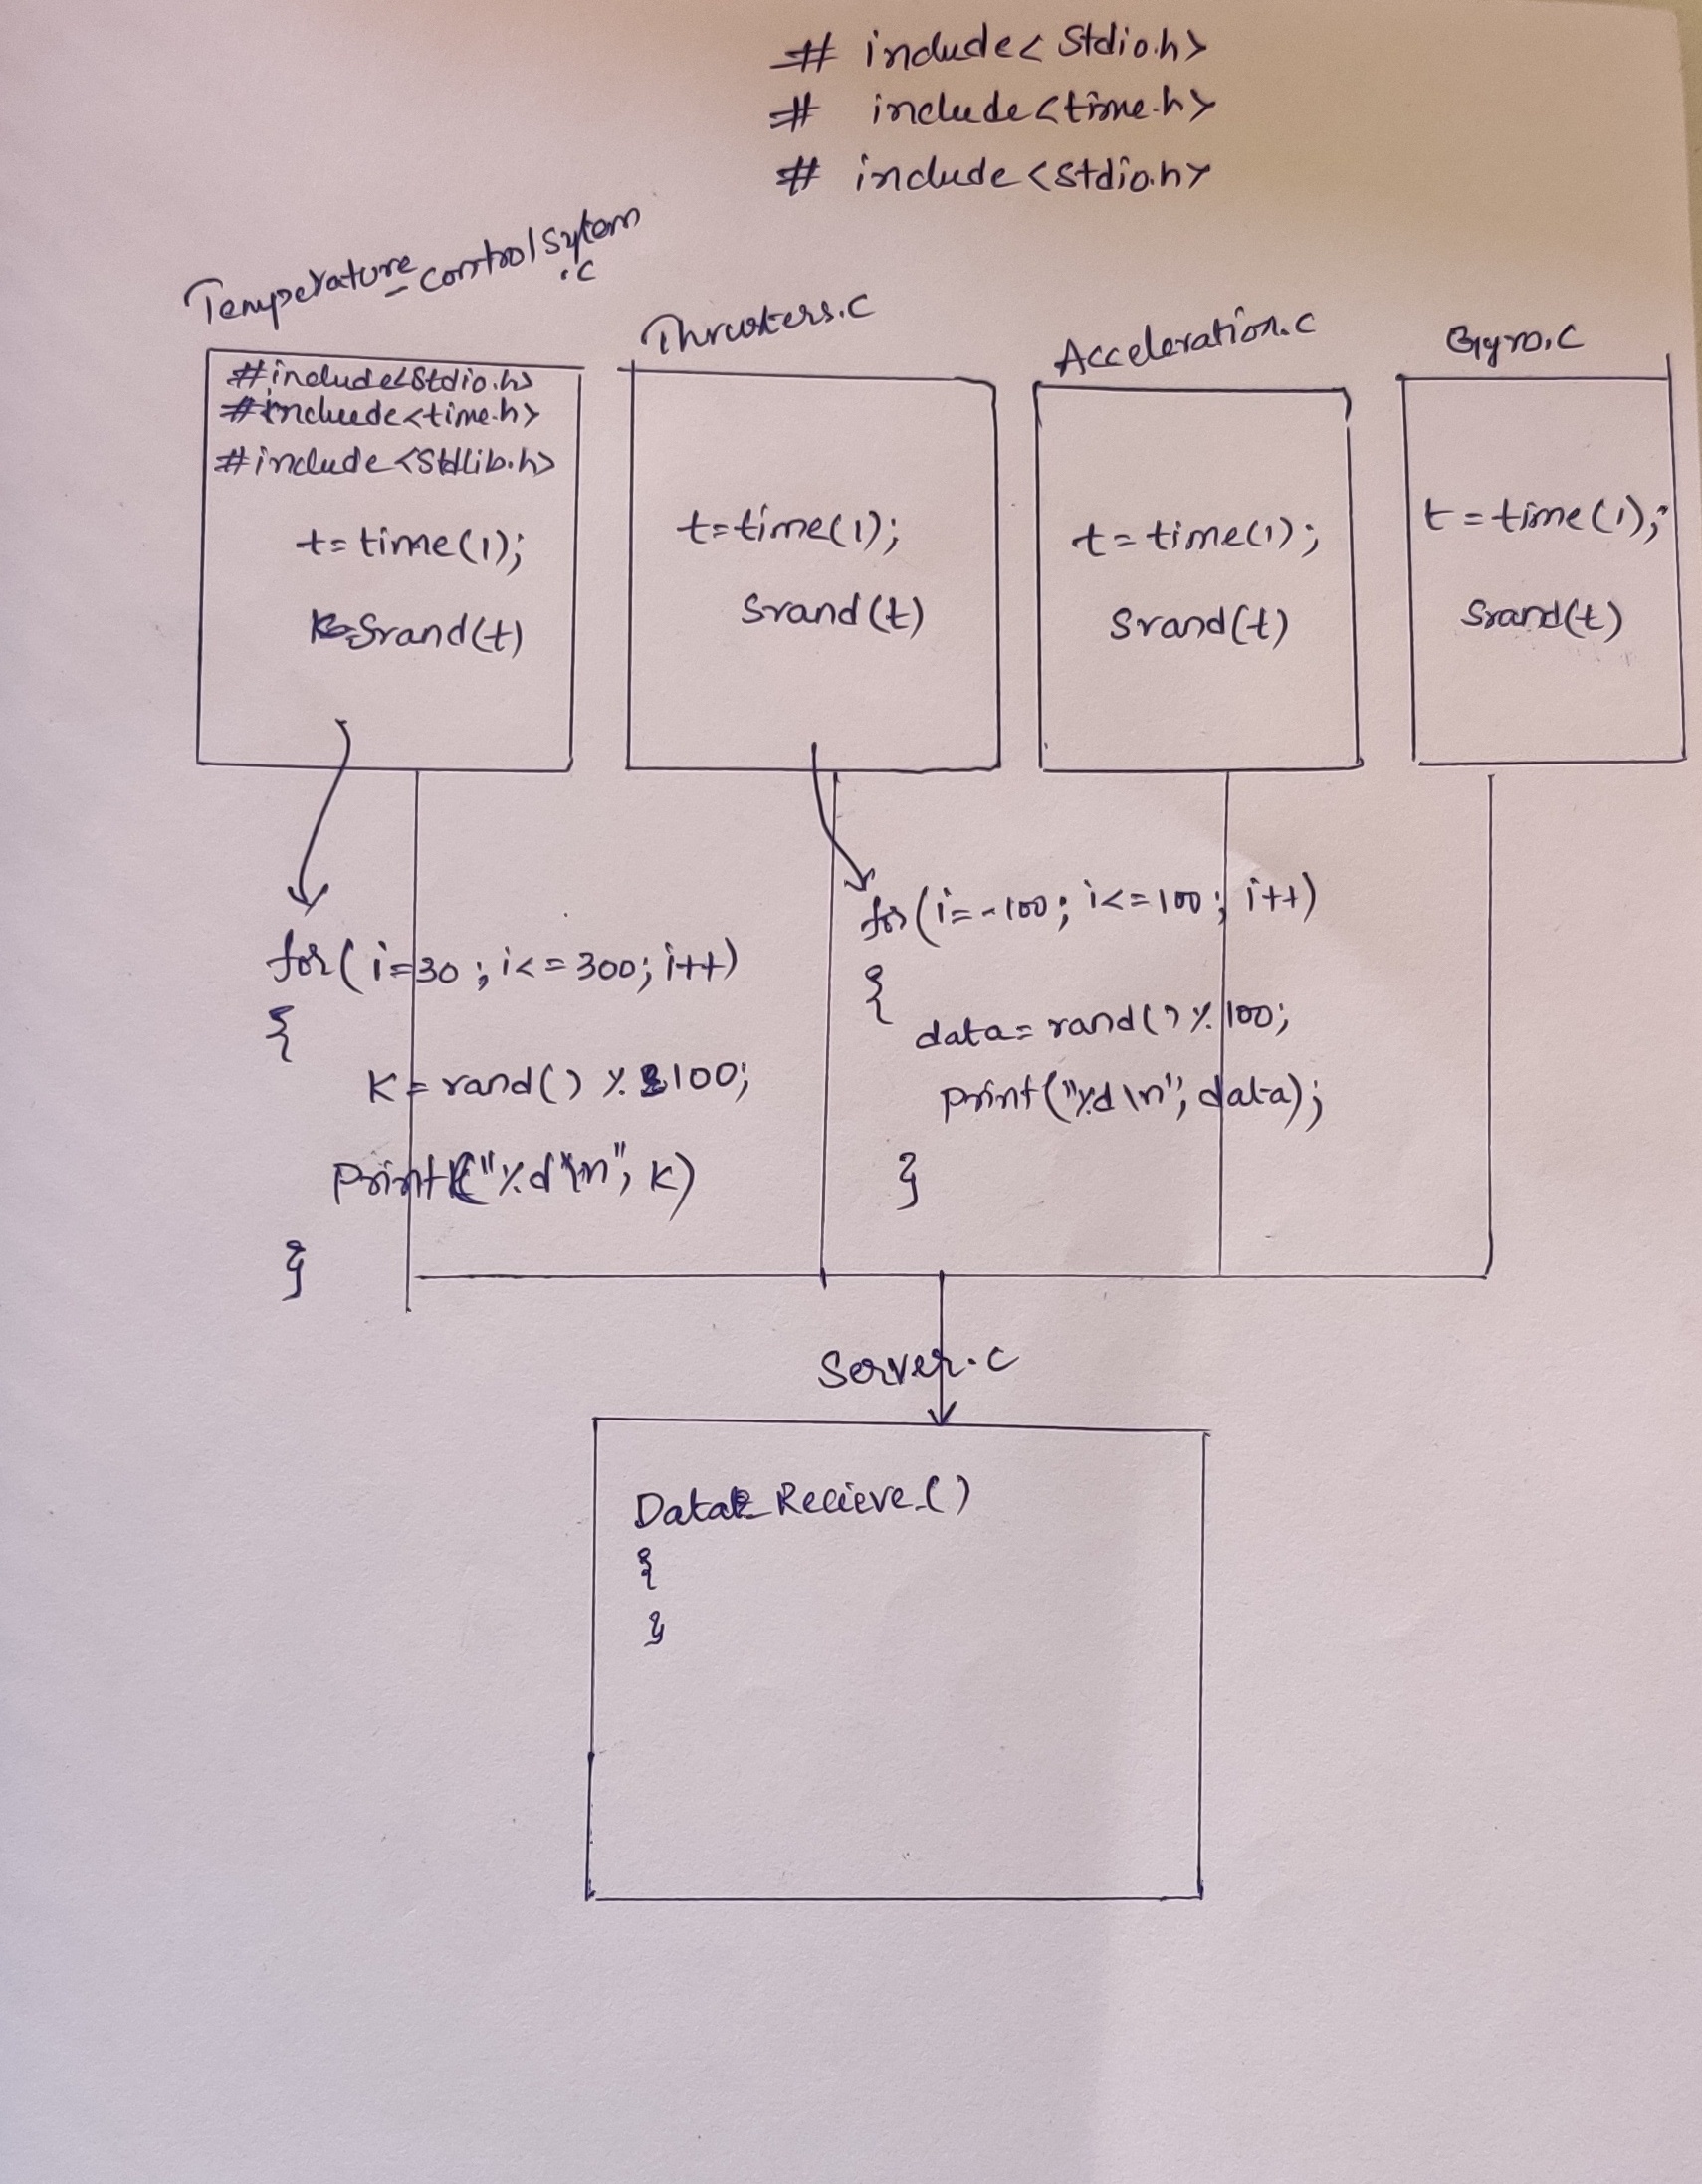 # include< Stdio.h>
# include<time.h>
# include<stdio.h>
Temperature_controlSytem
.c
#include<Stdio.h>
#include<time.h>
#include<Stdlib.h>
t=time(1);
Srand(t)
Thrusters.c
t=time(1);
Srand(t)
Acceleration.c
t=time(1);
Srand(t)
Gyro.c
t=time(1);
Srand(t)
for(i=30;i<=300;i++)
{
K=rand() % 100;
Print("%d\n", K)
}
for(i=-100; i<=100; i++)
{
data=rand()%100;
Print("%d\n", data);
}
Server.c
Data_Recieve_()
{
}